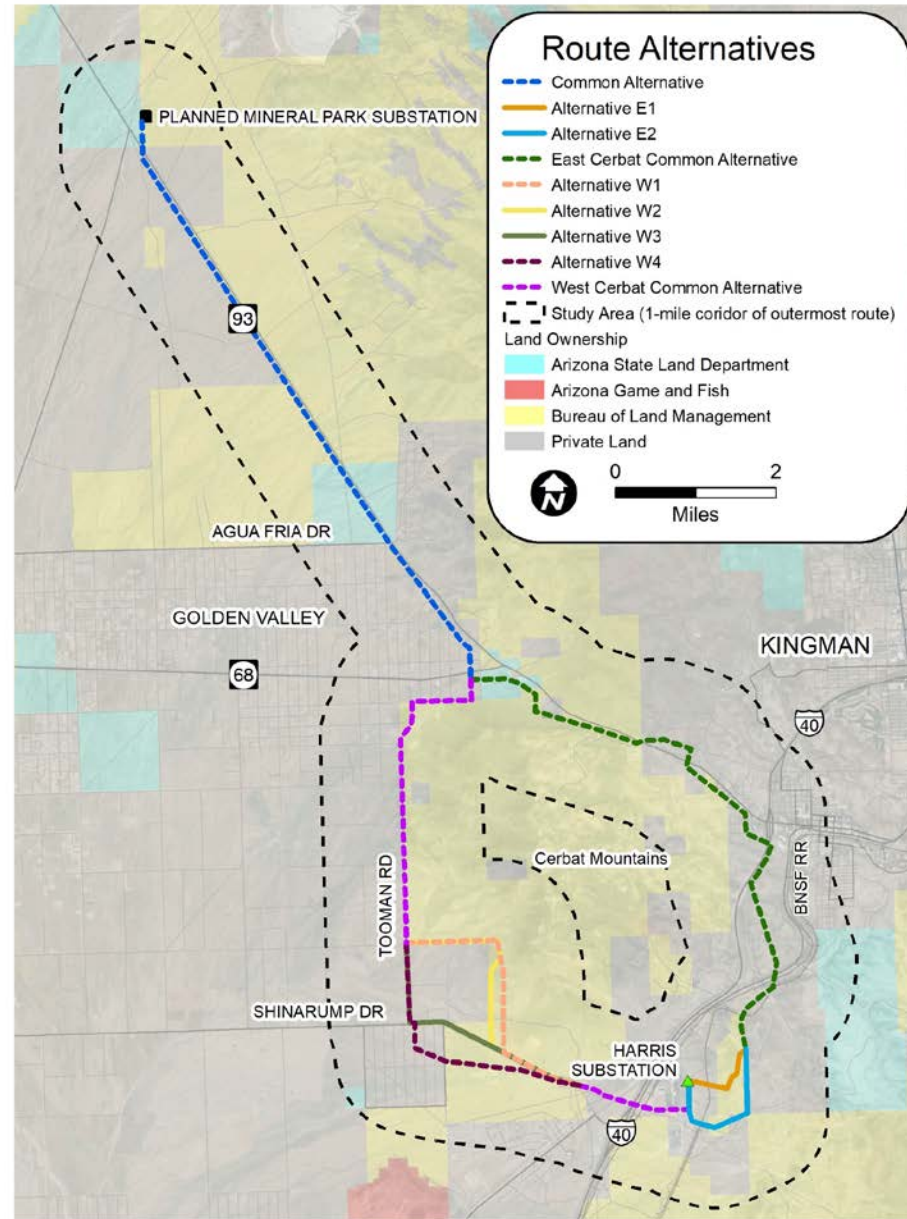 Route Alternatives
Common Alternative
Alternative E1
Alternative E2
East Cerbat Common Alternative
Alternative W1
Alternative W2
Alternative W3
Alternative W4
West Cerbat Common Alternative
Study Area (1-mile coridor of outermost route)
Land Ownership
Arizona State Land Department
Arizona Game and Fish
Bureau of Land Management
Private Land
N
0 2
Miles
PLANNED MINERAL PARK SUBSTATION
93
AGUA FRIA DR
GOLDEN VALLEY
68
KINGMAN
40
Cerbat Mountains
TOOMAN RD
BNSF RR
SHINARUMP DR
HARRIS
SUBSTATION
40